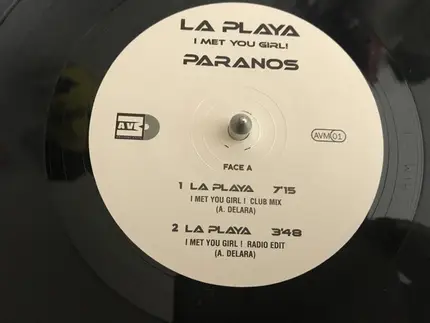 LA PLAYA
I MET YOU GIRL!
PARANOS
AVM 01
FACE A
1 LA PLAYA 7'15
I MET YOU GIRL ! CLUB MIX
(A. DELARA)
2 LA PLAYA 3'48
I MET YOU GIRL ! RADIO EDIT
(A. DELARA)